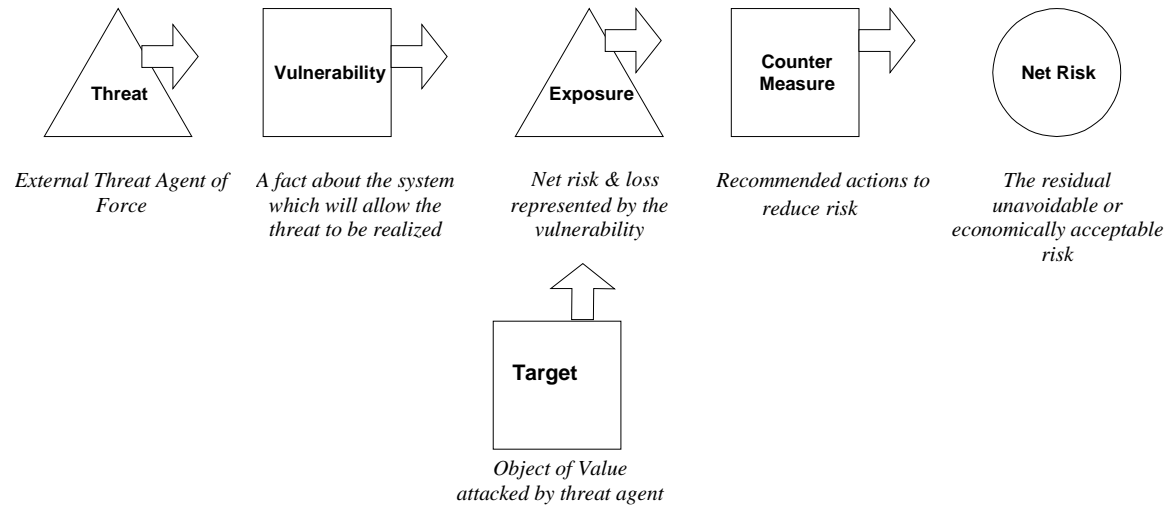 Threat
Vulnerability
Exposure
Counter
Measure
Net Risk
External Threat Agent of
Force
A fact about the system
which will allow the
threat to be realized
Net risk & loss
represented by the
vulnerability
Recommended actions to
reduce risk
The residual
unavoidable or
economically acceptable
risk
Target
Object of Value
attacked by threat agent